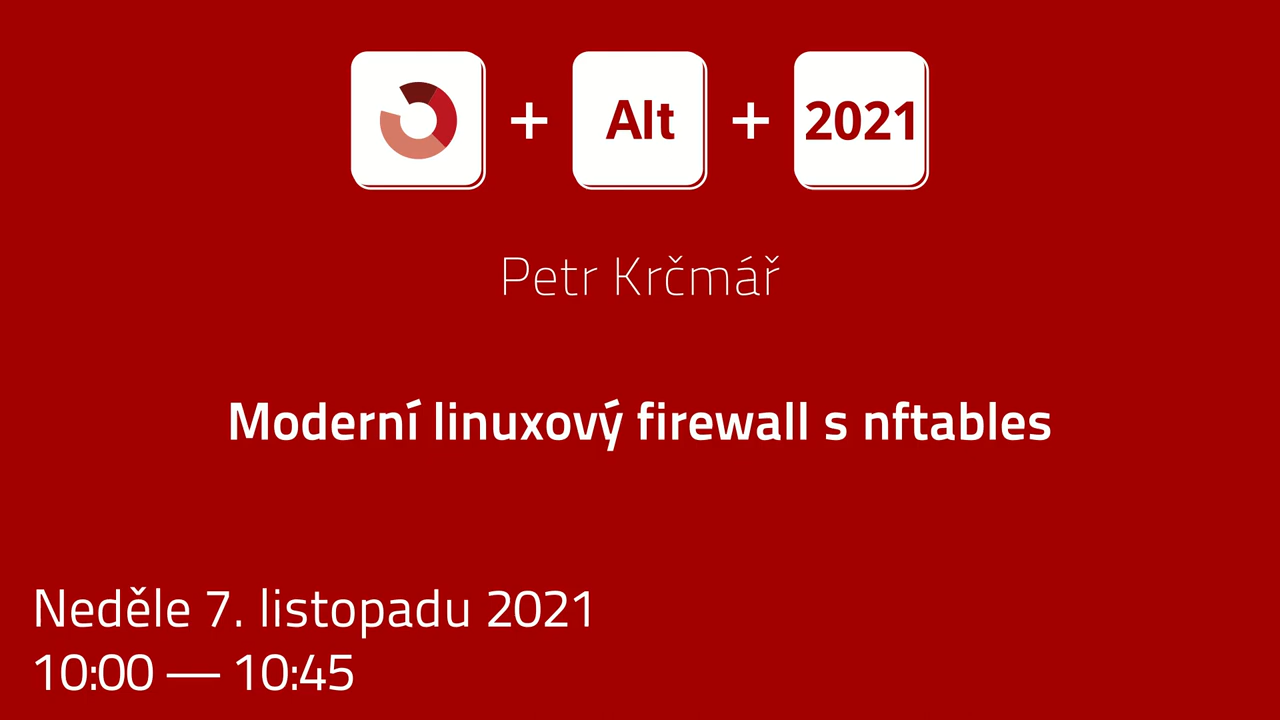 + Alt + 2021
Petr Krčmář
Moderní linuxový firewall s nftables
Neděle 7. listopadu 2021
10:00 — 10:45